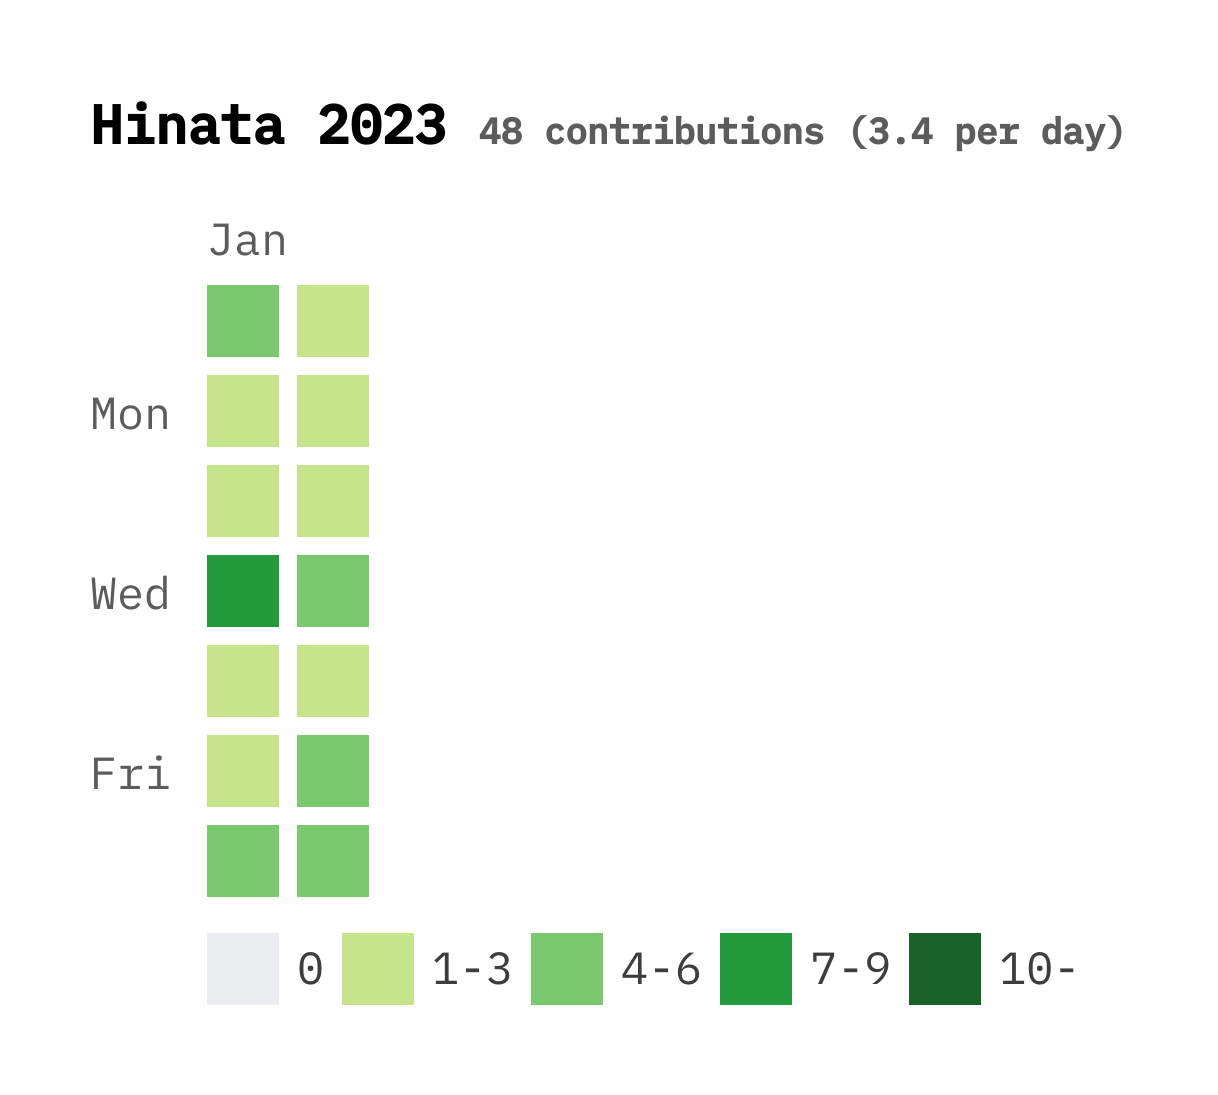 Hinata 2023 48 contributions (3.4 per day)
Jan
Mon
Wed
Fri
0 1-3 4-6 7-9 10-